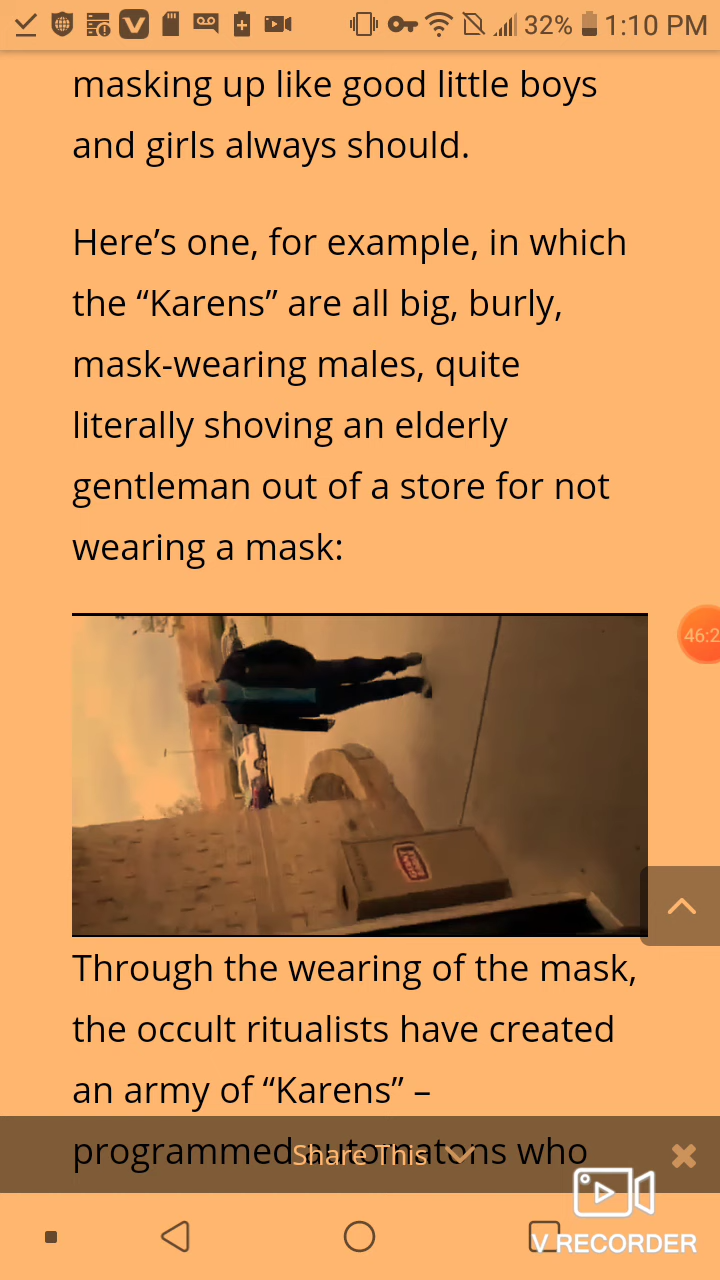 32% 1:10 PM
masking up like good little boys
and girls always should.
Here’s one, for example, in which
the “Karens” are all big, burly,
mask-wearing males, quite
literally shoving an elderly
gentleman out of a store for not
wearing a mask:
46:2
Through the wearing of the mask,
the occult ritualists have created
an army of “Karens” –
programmed automatons who
Share This
V RECORDER